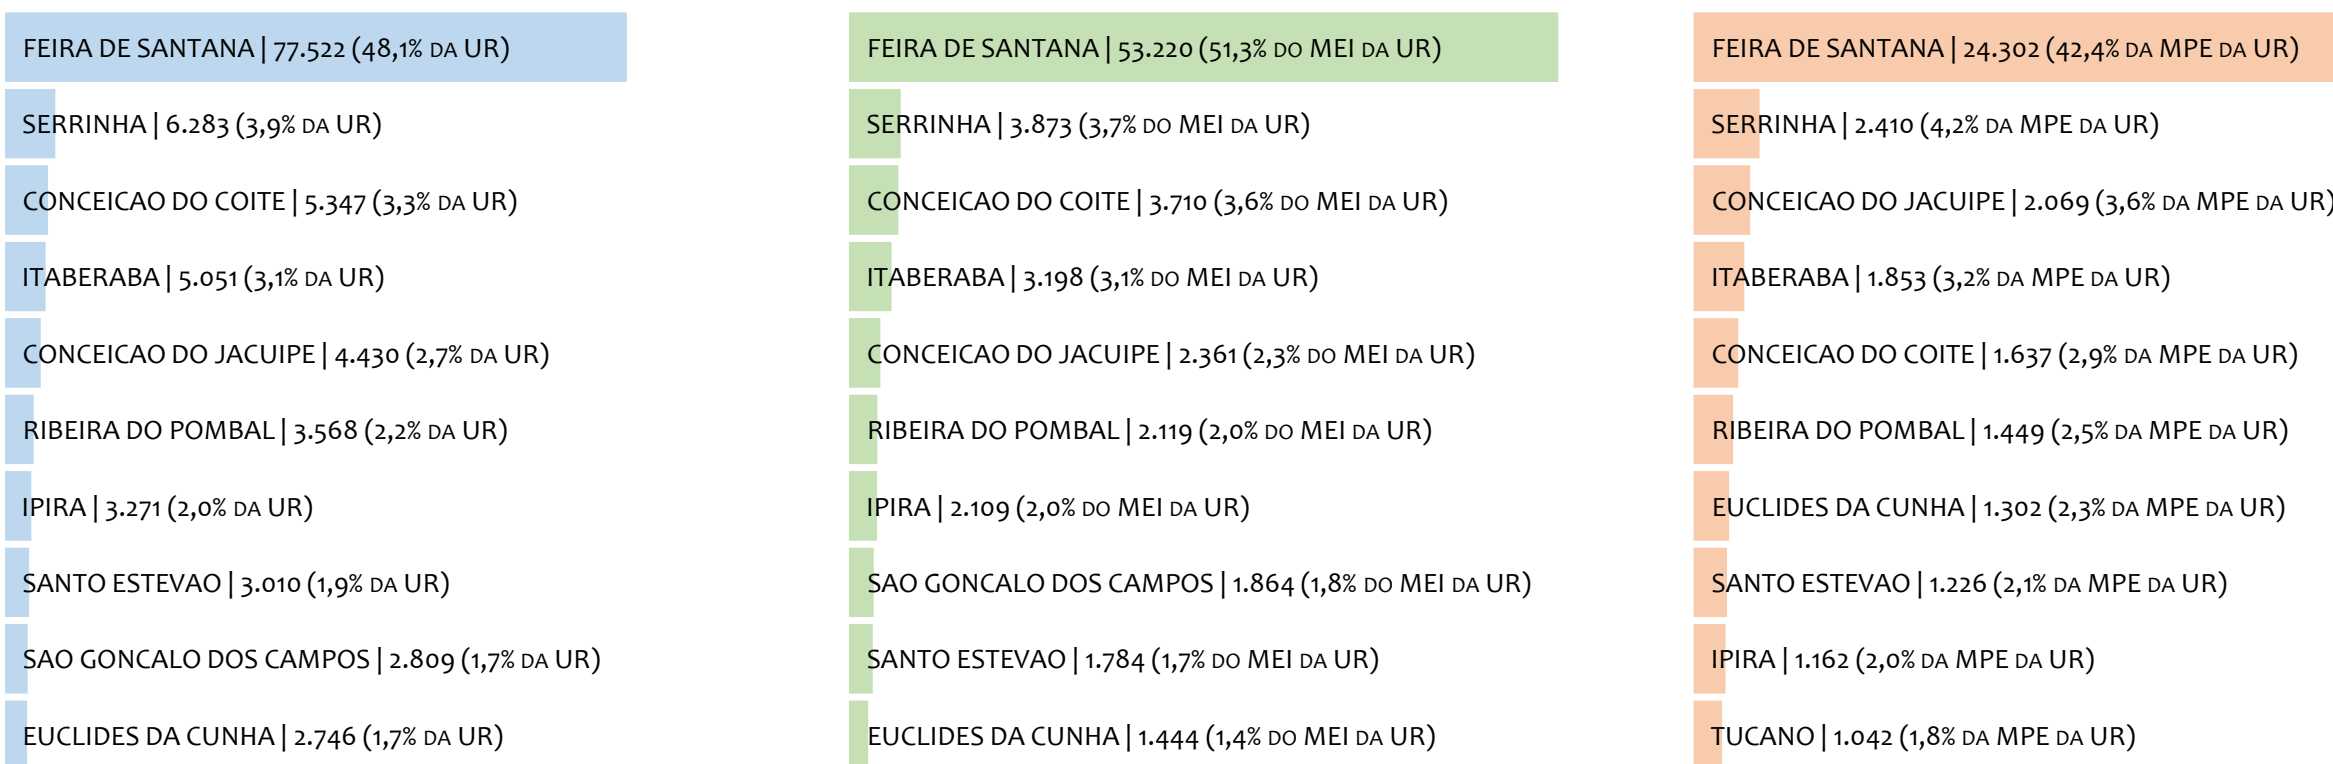 FEIRA DE SANTANA | 77.522 (48,1% DA UR)
SERRINHA | 6.283 (3,9% DA UR)
CONCEICAO DO COITE | 5.347 (3,3% DA UR)
ITABERABA | 5.051 (3,1% DA UR)
CONCEICAO DO JACUIPE | 4.430 (2,7% DA UR)
RIBEIRA DO POMBAL | 3.568 (2,2% DA UR)
IPIRA | 3.271 (2,0% DA UR)
SANTO ESTEVAO | 3.010 (1,9% DA UR)
SAO GONCALO DOS CAMPOS | 2.809 (1,7% DA UR)
EUCLIDES DA CUNHA | 2.746 (1,7% DA UR)
FEIRA DE SANTANA | 53.220 (51,3% DO MEI DA UR)
SERRINHA | 3.873 (3,7% DO MEI DA UR)
CONCEICAO DO COITE | 3.710 (3,6% DO MEI DA UR)
ITABERABA | 3.198 (3,1% DO MEI DA UR)
CONCEICAO DO JACUIPE | 2.361 (2,3% DO MEI DA UR)
RIBEIRA DO POMBAL | 2.119 (2,0% DO MEI DA UR)
IPIRA | 2.109 (2,0% DO MEI DA UR)
SAO GONCALO DOS CAMPOS | 1.864 (1,8% DO MEI DA UR)
SANTO ESTEVAO | 1.784 (1,7% DO MEI DA UR)
EUCLIDES DA CUNHA | 1.444 (1,4% DO MEI DA UR)
FEIRA DE SANTANA | 24.302 (42,4% DA MPE DA UR)
SERRINHA | 2.410 (4,2% DA MPE DA UR)
CONCEICAO DO JACUIPE | 2.069 (3,6% DA MPE DA UR)
ITABERABA | 1.853 (3,2% DA MPE DA UR)
CONCEICAO DO COITE | 1.637 (2,9% DA MPE DA UR)
RIBEIRA DO POMBAL | 1.449 (2,5% DA MPE DA UR)
EUCLIDES DA CUNHA | 1.302 (2,3% DA MPE DA UR)
SANTO ESTEVAO | 1.226 (2,1% DA MPE DA UR)
IPIRA | 1.162 (2,0% DA MPE DA UR)
TUCANO | 1.042 (1,8% DA MPE DA UR)